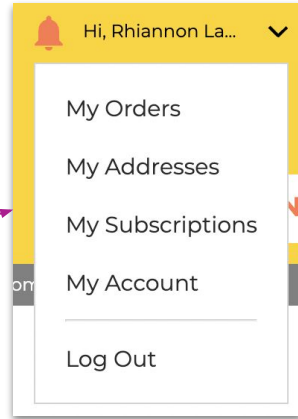 Hi, Rhiannon La...
My Orders
My Addresses
My Subscriptions
My Account
Log Out